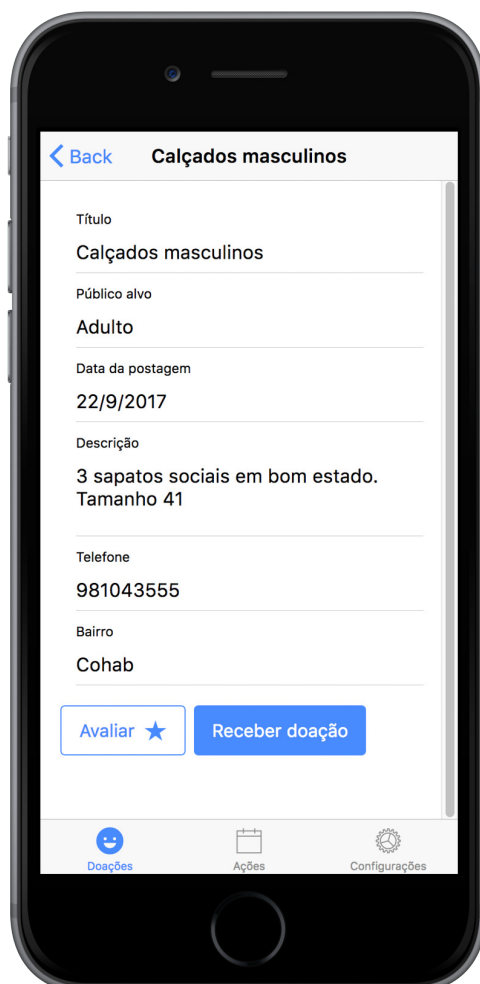 Back
Calçados masculinos
Título
Calçados masculinos
Público alvo
Adulto
Data da postagem
22/9/2017
Descrição
3 sapatos sociais em bom estado.
Tamanho 41
Telefone
981043555
Bairro
Cohab
Avaliar
Receber doação
Doações
Ações
Configurações